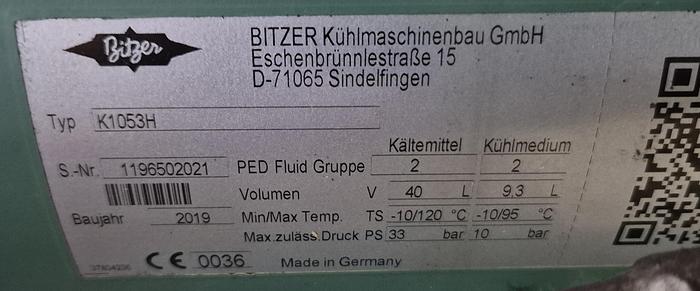 Bitzer
BITZER Kühlmaschinenbau GmbH
Eschenbrünnlestraße 15
D-71065 Sindelfingen
Typ K1053H
Kältemittel Kühlmedium
S.-Nr. 1196502021 PED Fluid Gruppe 2 2
Volumen V 40 L 9,3 L
Baujahr 2019 Min/Max Temp. TS -10/120 °C -10/95 °C
Max.zuläss.Druck PS 33 bar 10 bar
CE 0036 Made in Germany